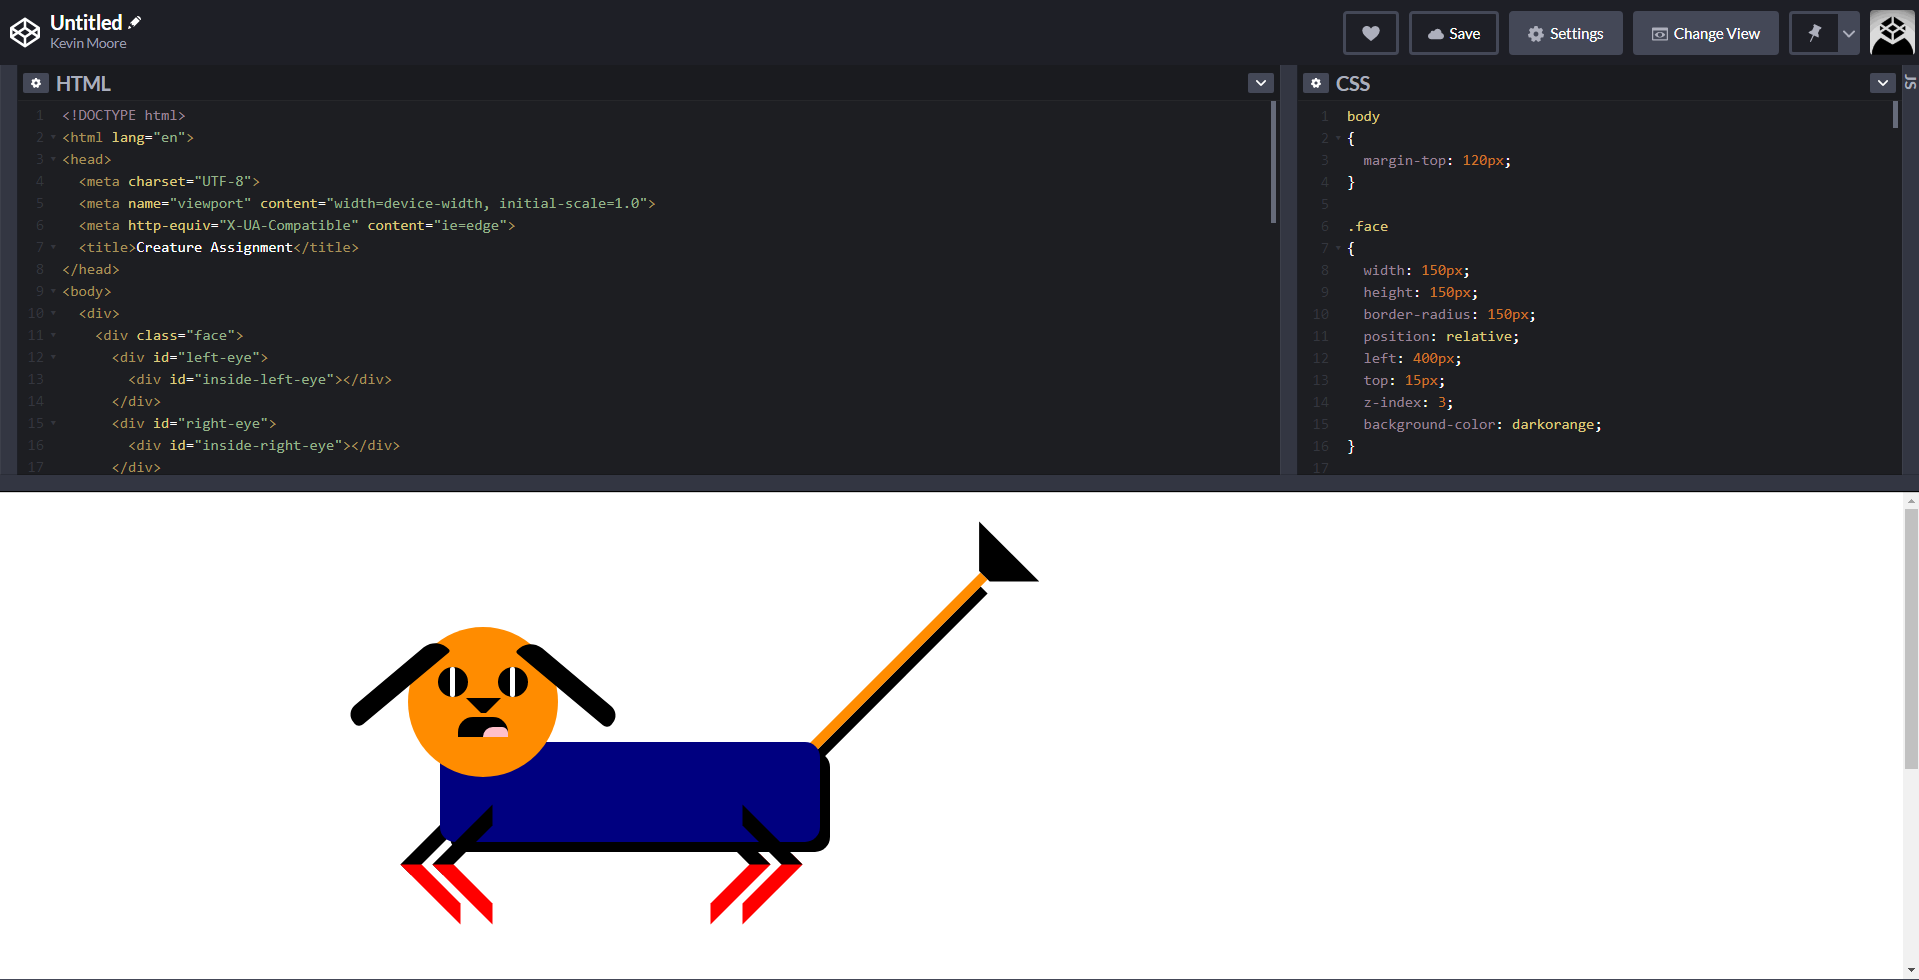 Untitled
Kevin Moore
Save
Settings
Change View
HTML
1 <!DOCTYPE html>
2 <html lang="en">
3 <head>
4 <meta charset="UTF-8">
5 <meta name="viewport" content="width=device-width, initial-scale=1.0">
6 <meta http-equiv="X-UA-Compatible" content="ie=edge">
7 <title>Creature Assignment</title>
8 </head>
9 <body>
10 <div>
11 <div class="face">
12 <div id="left-eye">
13 <div id="inside-left-eye"></div>
14 </div>
15 <div id="right-eye">
16 <div id="inside-right-eye"></div>
17 </div>
CSS
1 body
2 {
3 margin-top: 120px;
4 }
5
6 .face
7 {
8 width: 150px;
9 height: 150px;
10 border-radius: 150px;
11 position: relative;
12 left: 400px;
13 top: 15px;
14 z-index: 3;
15 background-color: darkorange;
16 }
17
JS